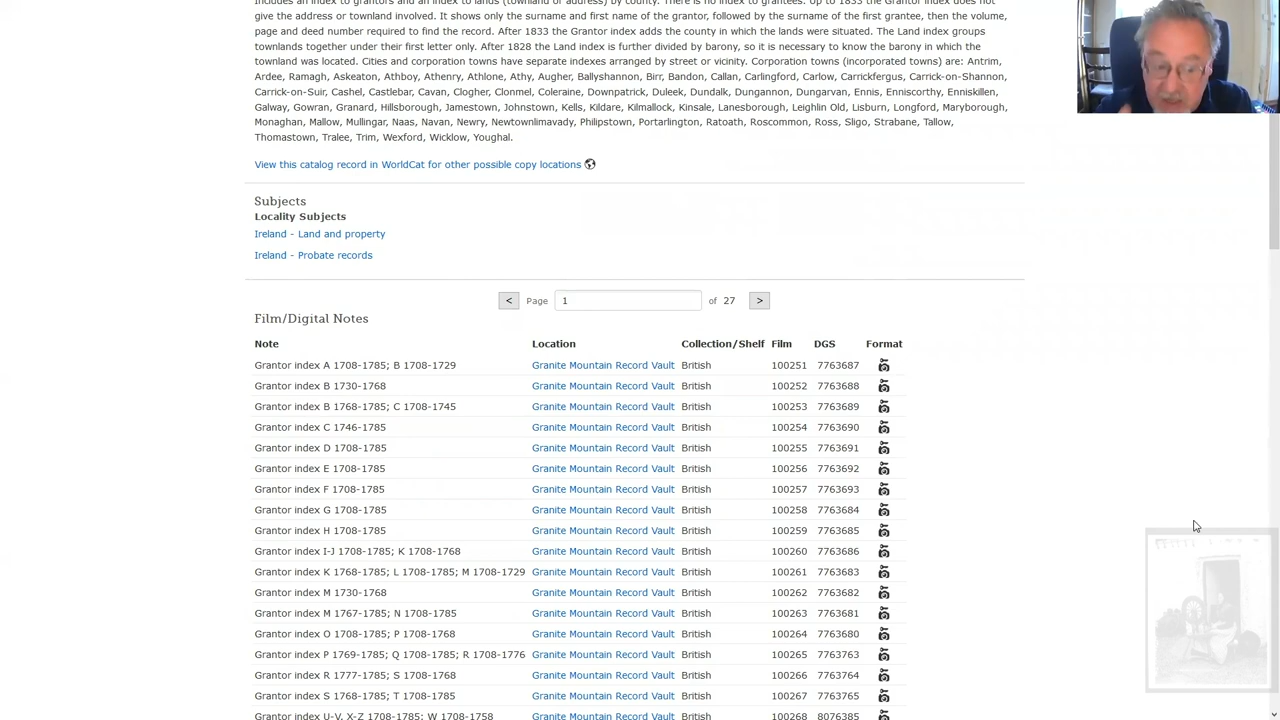 Includes an index to grantors and an index to lands (townland or address) by county. There is no index to grantees. Up to 1833 the Grantor index does not
give the address or townland involved. It shows only the surname and first name of the grantor, followed by the surname of the first grantee, then the volume,
page and deed number required to find the record. After 1833 the Grantor index adds the county in which the lands were situated. The Land index groups
townlands together under their first letter only. After 1828 the Land index is further divided by barony, so it is necessary to know the barony in which the
townland was located. Cities and corporation towns have separate indexes arranged by street or vicinity. Corporation towns (incorporated towns) are: Antrim,
Ardee, Ramagh, Askeaton, Athboy, Athenry, Athlone, Athy, Augher, Ballyshannon, Birr, Bandon, Callan, Carlingford, Carlow, Carrickfergus, Carrick-on-Shannon,
Carrick-on-Suir, Cashel, Castlebar, Cavan, Clogher, Clonmel, Coleraine, Downpatrick, Duleek, Dundalk, Dungannon, Dungarvan, Ennis, Enniscorthy, Enniskillen,
Galway, Gowran, Granard, Hillsborough, Jamestown, Johnstown, Kells, Kildare, Kilmallock, Kinsale, Lanesborough, Leighlin Old, Lisburn, Longford, Maryborough,
Monaghan, Mallow, Mullingar, Naas, Navan, Newry, Newtownlimavady, Philipstown, Portarlington, Ratoath, Roscommon, Ross, Sligo, Strabane, Tallow,
Thomastown, Tralee, Trim, Wexford, Wicklow, Youghal.
View this catalog record in WorldCat for other possible copy locations
Subjects
Locality Subjects
Ireland - Land and property
Ireland - Probate records
< Page 1 of 27 >
Film/Digital Notes
Note Location Collection/Shelf Film DGS Format
Grantor index A 1708-1785; B 1708-1729 Granite Mountain Record Vault British 100251 7763687
Grantor index B 1730-1768 Granite Mountain Record Vault British 100252 7763688
Grantor index B 1768-1785; C 1708-1745 Granite Mountain Record Vault British 100253 7763689
Grantor index C 1746-1785 Granite Mountain Record Vault British 100254 7763690
Grantor index D 1708-1785 Granite Mountain Record Vault British 100255 7763691
Grantor index E 1708-1785 Granite Mountain Record Vault British 100256 7763692
Grantor index F 1708-1785 Granite Mountain Record Vault British 100257 7763693
Grantor index G 1708-1785 Granite Mountain Record Vault British 100258 7763684
Grantor index H 1708-1785 Granite Mountain Record Vault British 100259 7763685
Grantor index I-J 1708-1785; K 1708-1768 Granite Mountain Record Vault British 100260 7763686
Grantor index K 1768-1785; L 1708-1785; M 1708-1729 Granite Mountain Record Vault British 100261 7763683
Grantor index M 1730-1768 Granite Mountain Record Vault British 100262 7763682
Grantor index M 1767-1785; N 1708-1785 Granite Mountain Record Vault British 100263 7763681
Grantor index O 1708-1785; P 1708-1768 Granite Mountain Record Vault British 100264 7763680
Grantor index P 1769-1785; Q 1708-1785; R 1708-1776 Granite Mountain Record Vault British 100265 7763763
Grantor index R 1777-1785; S 1708-1768 Granite Mountain Record Vault British 100266 7763764
Grantor index S 1768-1785; T 1708-1785 Granite Mountain Record Vault British 100267 7763765
Grantor index U-V, X-Z 1708-1785; W 1708-1758 Granite Mountain Record Vault British 100268 8076385